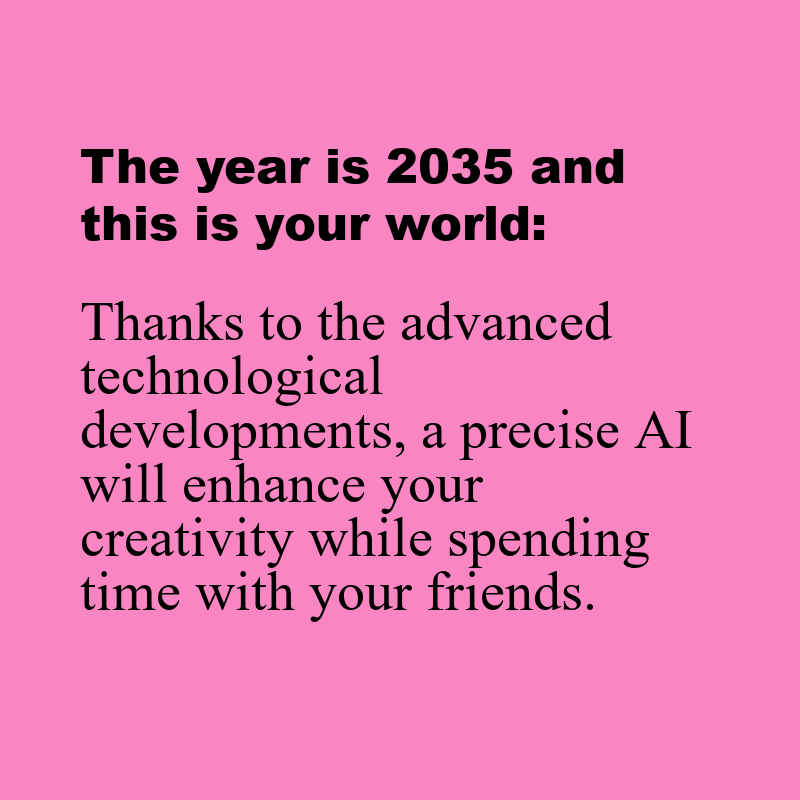 The year is 2035 and
this is your world:
Thanks to the advanced
technological
developments, a precise AI
will enhance your
creativity while spending
time with your friends.